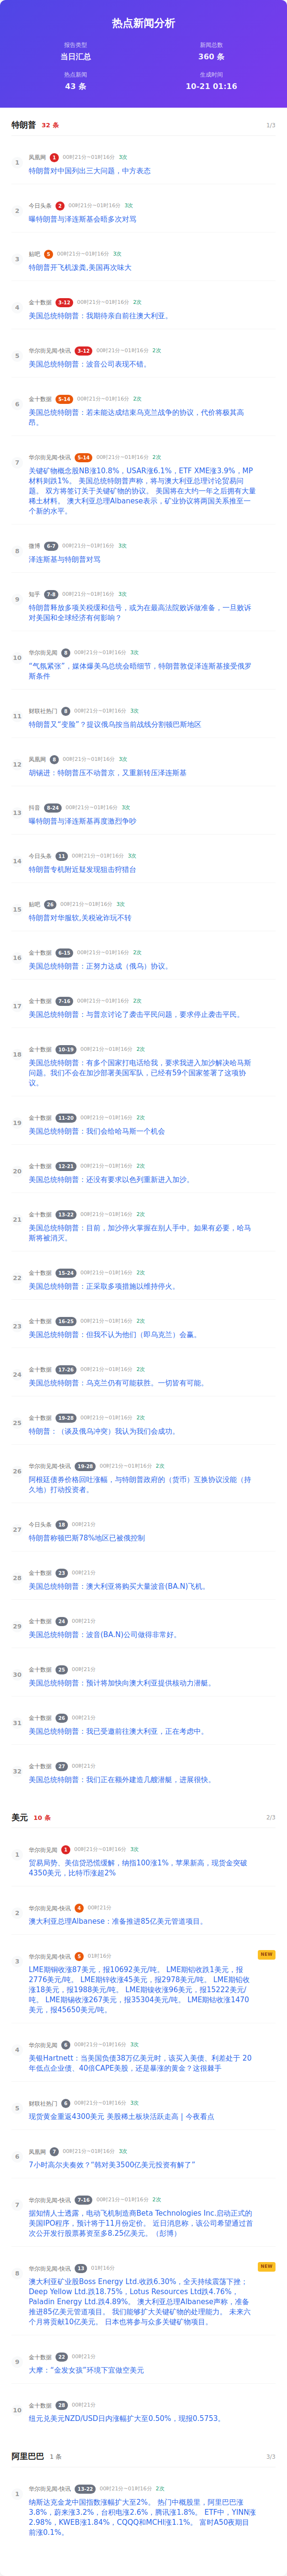 热点新闻分析
报告类型
新闻总数
当日汇总
360 条
热点新闻
生成时间
43 条
10-21 01:16
特朗普 32 条 1/3
1 凤凰网 1 00时21分~01时16分 3次
特朗普对中国列出三大问题，中方表态
2 今日头条 2 00时21分~01时16分 3次
曝特朗普与泽连斯基会晤多次对骂
3 贴吧 5 00时21分~01时16分 3次
特朗普开飞机泼粪,美国再次味大
4 金十数据 3-12 00时21分~01时16分 2次
美国总统特朗普：我期待亲自前往澳大利亚。
5 华尔街见闻-快讯 3-12 00时21分~01时16分 2次
美国总统特朗普：波音公司表现不错。
6 金十数据 5-14 00时21分~01时16分 2次
美国总统特朗普：若未能达成结束乌克兰战争的协议，代价将极其高
昂。
7 华尔街见闻-快讯 5-14 00时21分~01时16分 2次
关键矿物概念股NB涨10.8%，USAR涨6.1%，ETF XME涨3.9%，MP
材料则跌1%。 美国总统特朗普声称，将与澳大利亚总理讨论贸易问
题。 双方将签订关于关键矿物的协议。 美国将在大约一年之后拥有大量
稀土材料。 澳大利亚总理Albanese表示，矿业协议将两国关系推至一
个新的水平。
8 微博 6-7 00时21分~01时16分 3次
泽连斯基与特朗普对骂
9 知乎 7-8 00时21分~01时16分 3次
特朗普释放多项关税缓和信号，或为在最高法院败诉做准备，一旦败诉
对美国和全球经济有何影响？
10 华尔街见闻 8 00时21分~01时16分 3次
“气氛紧张”，媒体爆美乌总统会晤细节，特朗普敦促泽连斯基接受俄罗
斯条件
11 财联社热门 8 00时21分~01时16分 3次
特朗普又“变脸”？提议俄乌按当前战线分割顿巴斯地区
12 凤凰网 8 00时21分~01时16分 3次
胡锡进：特朗普压不动普京，又重新转压泽连斯基
13 抖音 8-24 00时21分~01时16分 3次
曝特朗普与泽连斯基再度激烈争吵
14 今日头条 11 00时21分~01时16分 3次
特朗普专机附近疑发现狙击狩猎台
15 贴吧 26 00时21分~01时16分 3次
特朗普对华服软,关税讹诈玩不转
16 金十数据 6-15 00时21分~01时16分 2次
美国总统特朗普：正努力达成（俄乌）协议。
17 金十数据 7-16 00时21分~01时16分 2次
美国总统特朗普：与普京讨论了袭击平民问题，要求停止袭击平民。
18 金十数据 10-19 00时21分~01时16分 2次
美国总统特朗普：有多个国家打电话给我，要求我进入加沙解决哈马斯
问题。我们不会在加沙部署美国军队，已经有59个国家签署了这项协
议。
19 金十数据 11-20 00时21分~01时16分 2次
美国总统特朗普：我们会给哈马斯一个机会
20 金十数据 12-21 00时21分~01时16分 2次
美国总统特朗普：还没有要求以色列重新进入加沙。
21 金十数据 13-22 00时21分~01时16分 2次
美国总统特朗普：目前，加沙停火掌握在别人手中。如果有必要，哈马
斯将被消灭。
22 金十数据 15-24 00时21分~01时16分 2次
美国总统特朗普：正采取多项措施以维持停火。
23 金十数据 16-25 00时21分~01时16分 2次
美国总统特朗普：但我不认为他们（即乌克兰）会赢。
24 金十数据 17-26 00时21分~01时16分 2次
美国总统特朗普：乌克兰仍有可能获胜。一切皆有可能。
25 金十数据 19-28 00时21分~01时16分 2次
特朗普：（谈及俄乌冲突）我认为我们会成功。
26 华尔街见闻-快讯 19-28 00时21分~01时16分 2次
阿根廷债券价格回吐涨幅，与特朗普政府的（货币）互换协议没能（持
久地）打动投资者。
27 今日头条 18 00时21分
特朗普称顿巴斯78%地区已被俄控制
28 金十数据 23 00时21分
美国总统特朗普：澳大利亚将购买大量波音(BA.N)飞机。
29 金十数据 24 00时21分
美国总统特朗普：波音(BA.N)公司做得非常好。
30 金十数据 25 00时21分
美国总统特朗普：预计将加快向澳大利亚提供核动力潜艇。
31 金十数据 26 00时21分
美国总统特朗普：我已受邀前往澳大利亚，正在考虑中。
32 金十数据 27 00时21分
美国总统特朗普：我们正在额外建造几艘潜艇，进展很快。
美元 10 条 2/3
1 华尔街见闻 1 00时21分~01时16分 3次
贸易局势、美信贷恐慌缓解，纳指100涨1%，苹果新高，现货金突破
4350美元，比特币涨超2%
2 华尔街见闻-快讯 4 00时21分
澳大利亚总理Albanese：准备推进85亿美元管道项目。
3 华尔街见闻-快讯 5 01时16分 NEW
LME期铜收涨87美元，报10692美元/吨。 LME期铝收跌1美元，报
2776美元/吨。 LME期锌收涨45美元，报2978美元/吨。 LME期铅收
涨18美元，报1988美元/吨。 LME期镍收涨96美元，报15222美元/
吨。 LME期锡收涨267美元，报35304美元/吨。 LME期钴收涨1470
美元，报45650美元/吨。
4 华尔街见闻 6 00时21分~01时16分 3次
美银Hartnett：当美国负债38万亿美元时，该买入美债、利差处于 20
年低点企业债、40倍CAPE美股，还是暴涨的黄金？这很棘手
5 财联社热门 6 00时21分~01时16分 3次
现货黄金重返4300美元 美股稀土板块活跃走高 | 今夜看点
6 凤凰网 7 00时21分~01时16分 3次
7小时高尔夫奏效？“韩对美3500亿美元投资有解了”
7 华尔街见闻-快讯 7-16 00时21分~01时16分 2次
据知情人士透露，电动飞机制造商Beta Technologies Inc.启动正式的
美国IPO程序，预计将于11月份定价。 近日消息称，该公司希望通过首
次公开发行股票募资至多8.25亿美元。（彭博）
8 华尔街见闻-快讯 13 01时16分 NEW
澳大利亚矿业股Boss Energy Ltd.收跌6.30%，全天持续震荡下挫；
Deep Yellow Ltd.跌18.75%，Lotus Resources Ltd跌4.76%，
Paladin Energy Ltd.跌4.89%。 澳大利亚总理Albanese声称，准备
推进85亿美元管道项目。 我们能够扩大关键矿物的处理能力。 未来六
个月将贡献10亿美元。 日本也将参与众多关键矿物项目。
9 金十数据 22 00时21分
大摩：“金发女孩”环境下宜做空美元
10 金十数据 28 00时21分
纽元兑美元NZD/USD日内涨幅扩大至0.50%，现报0.5753。
阿里巴巴 1 条 3/3
1 华尔街见闻-快讯 13-22 00时21分~01时16分 2次
纳斯达克金龙中国指数涨幅扩大至2%。 热门中概股里，阿里巴巴涨
3.8%，蔚来涨3.2%，台积电涨2.6%，腾讯涨1.8%。 ETF中，YINN涨
2.98%，KWEB涨1.84%，CQQQ和MCHI涨1.1%。 富时A50夜期目
前涨0.1%。